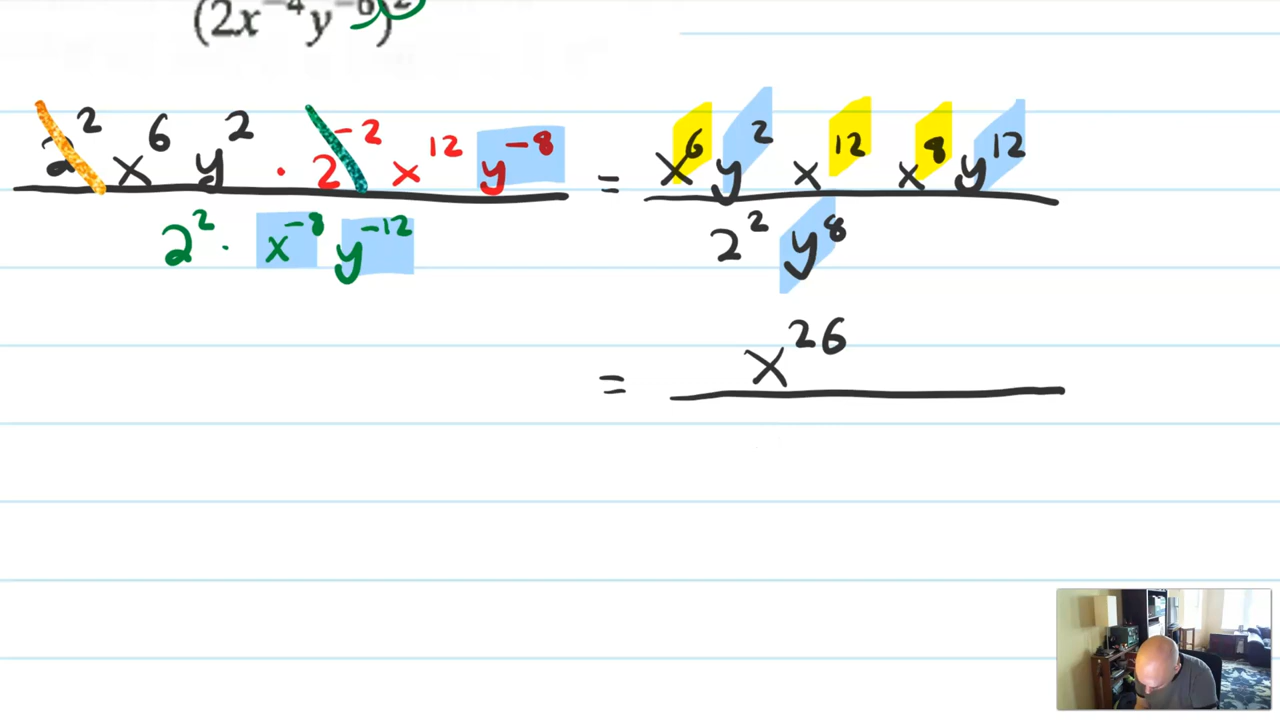 (2x⁻⁴y⁻⁶)²
2² x⁶ y² · 2⁻² x¹² y⁻⁸ = x⁶ y² x¹² x⁸ y¹²
2² · x⁻⁸ y⁻¹² 2² y⁸
= x²⁶